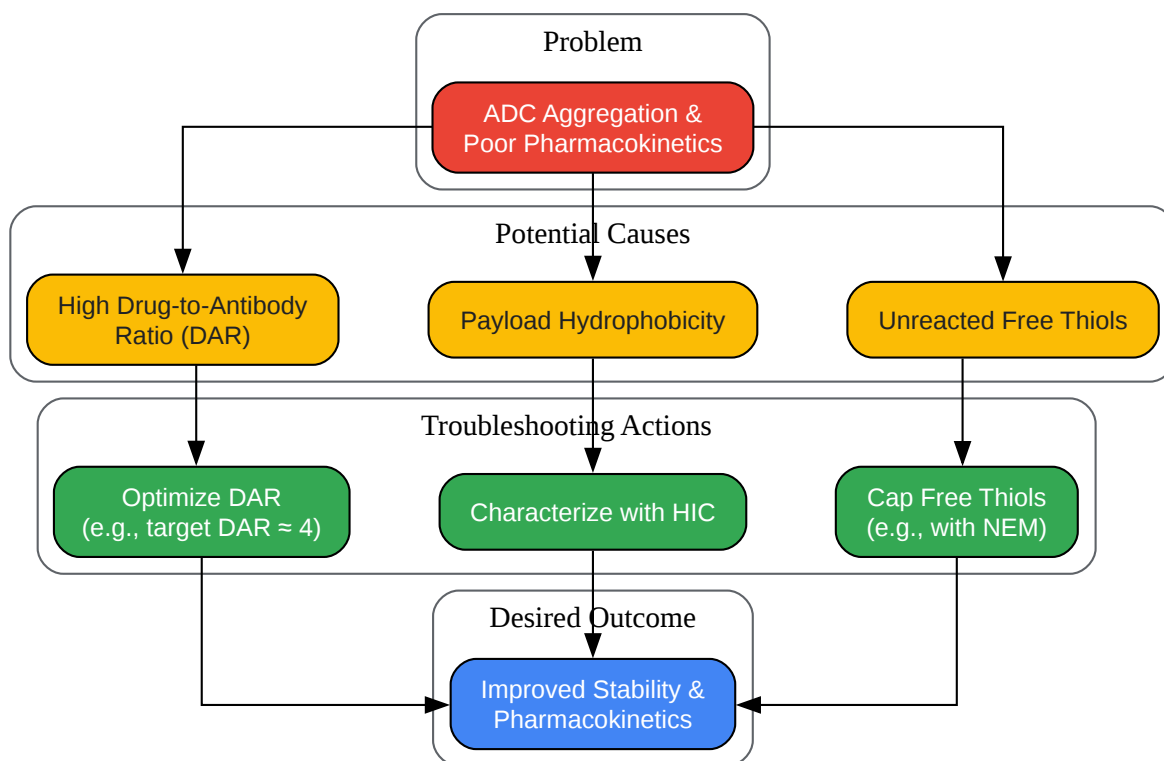 Problem
ADC Aggregation &
Poor Pharmacokinetics
Potential Causes
High Drug-to-Antibody
Ratio (DAR)
Payload Hydrophobicity
Unreacted Free Thiols
Troubleshooting Actions
Optimize DAR
(e.g., target DAR ≈ 4)
Characterize with HIC
Cap Free Thiols
(e.g., with NEM)
Desired Outcome
Improved Stability &
Pharmacokinetics